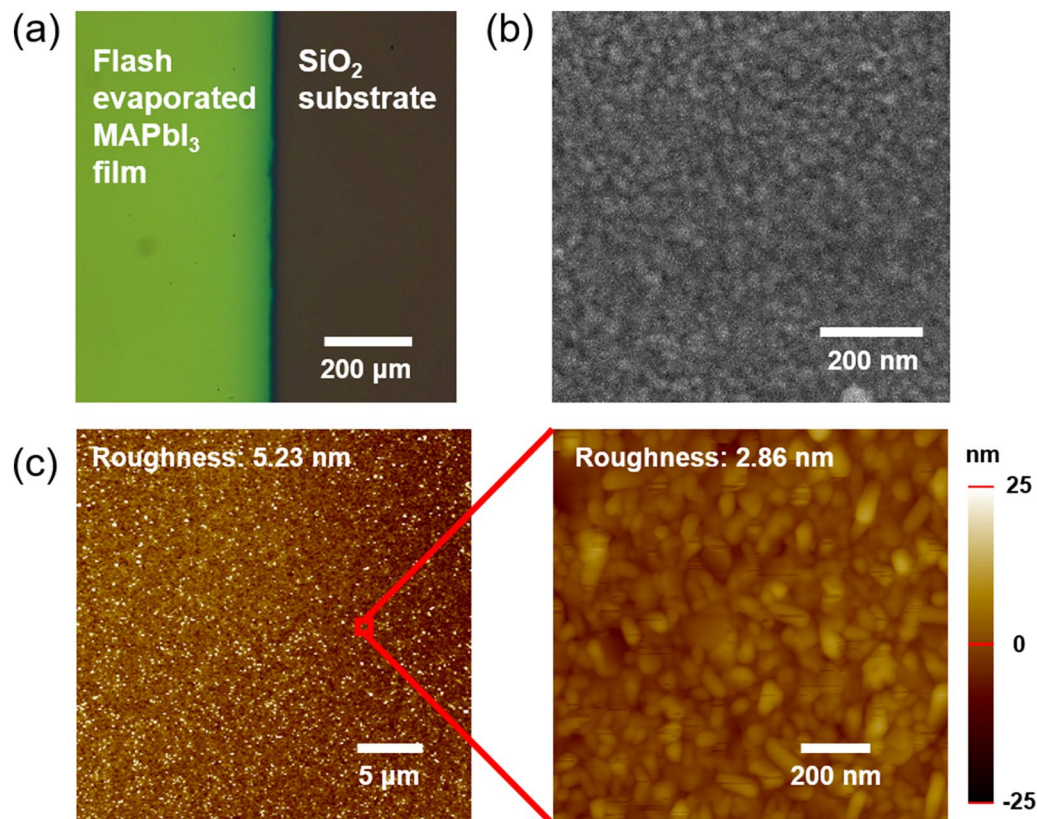 (a)
Flash
evaporated
MAPbI₃
film
SiO₂
substrate
200 μm
(b)
200 nm
(c)
Roughness: 5.23 nm
5 μm
Roughness: 2.86 nm
200 nm
nm
25
0
-25